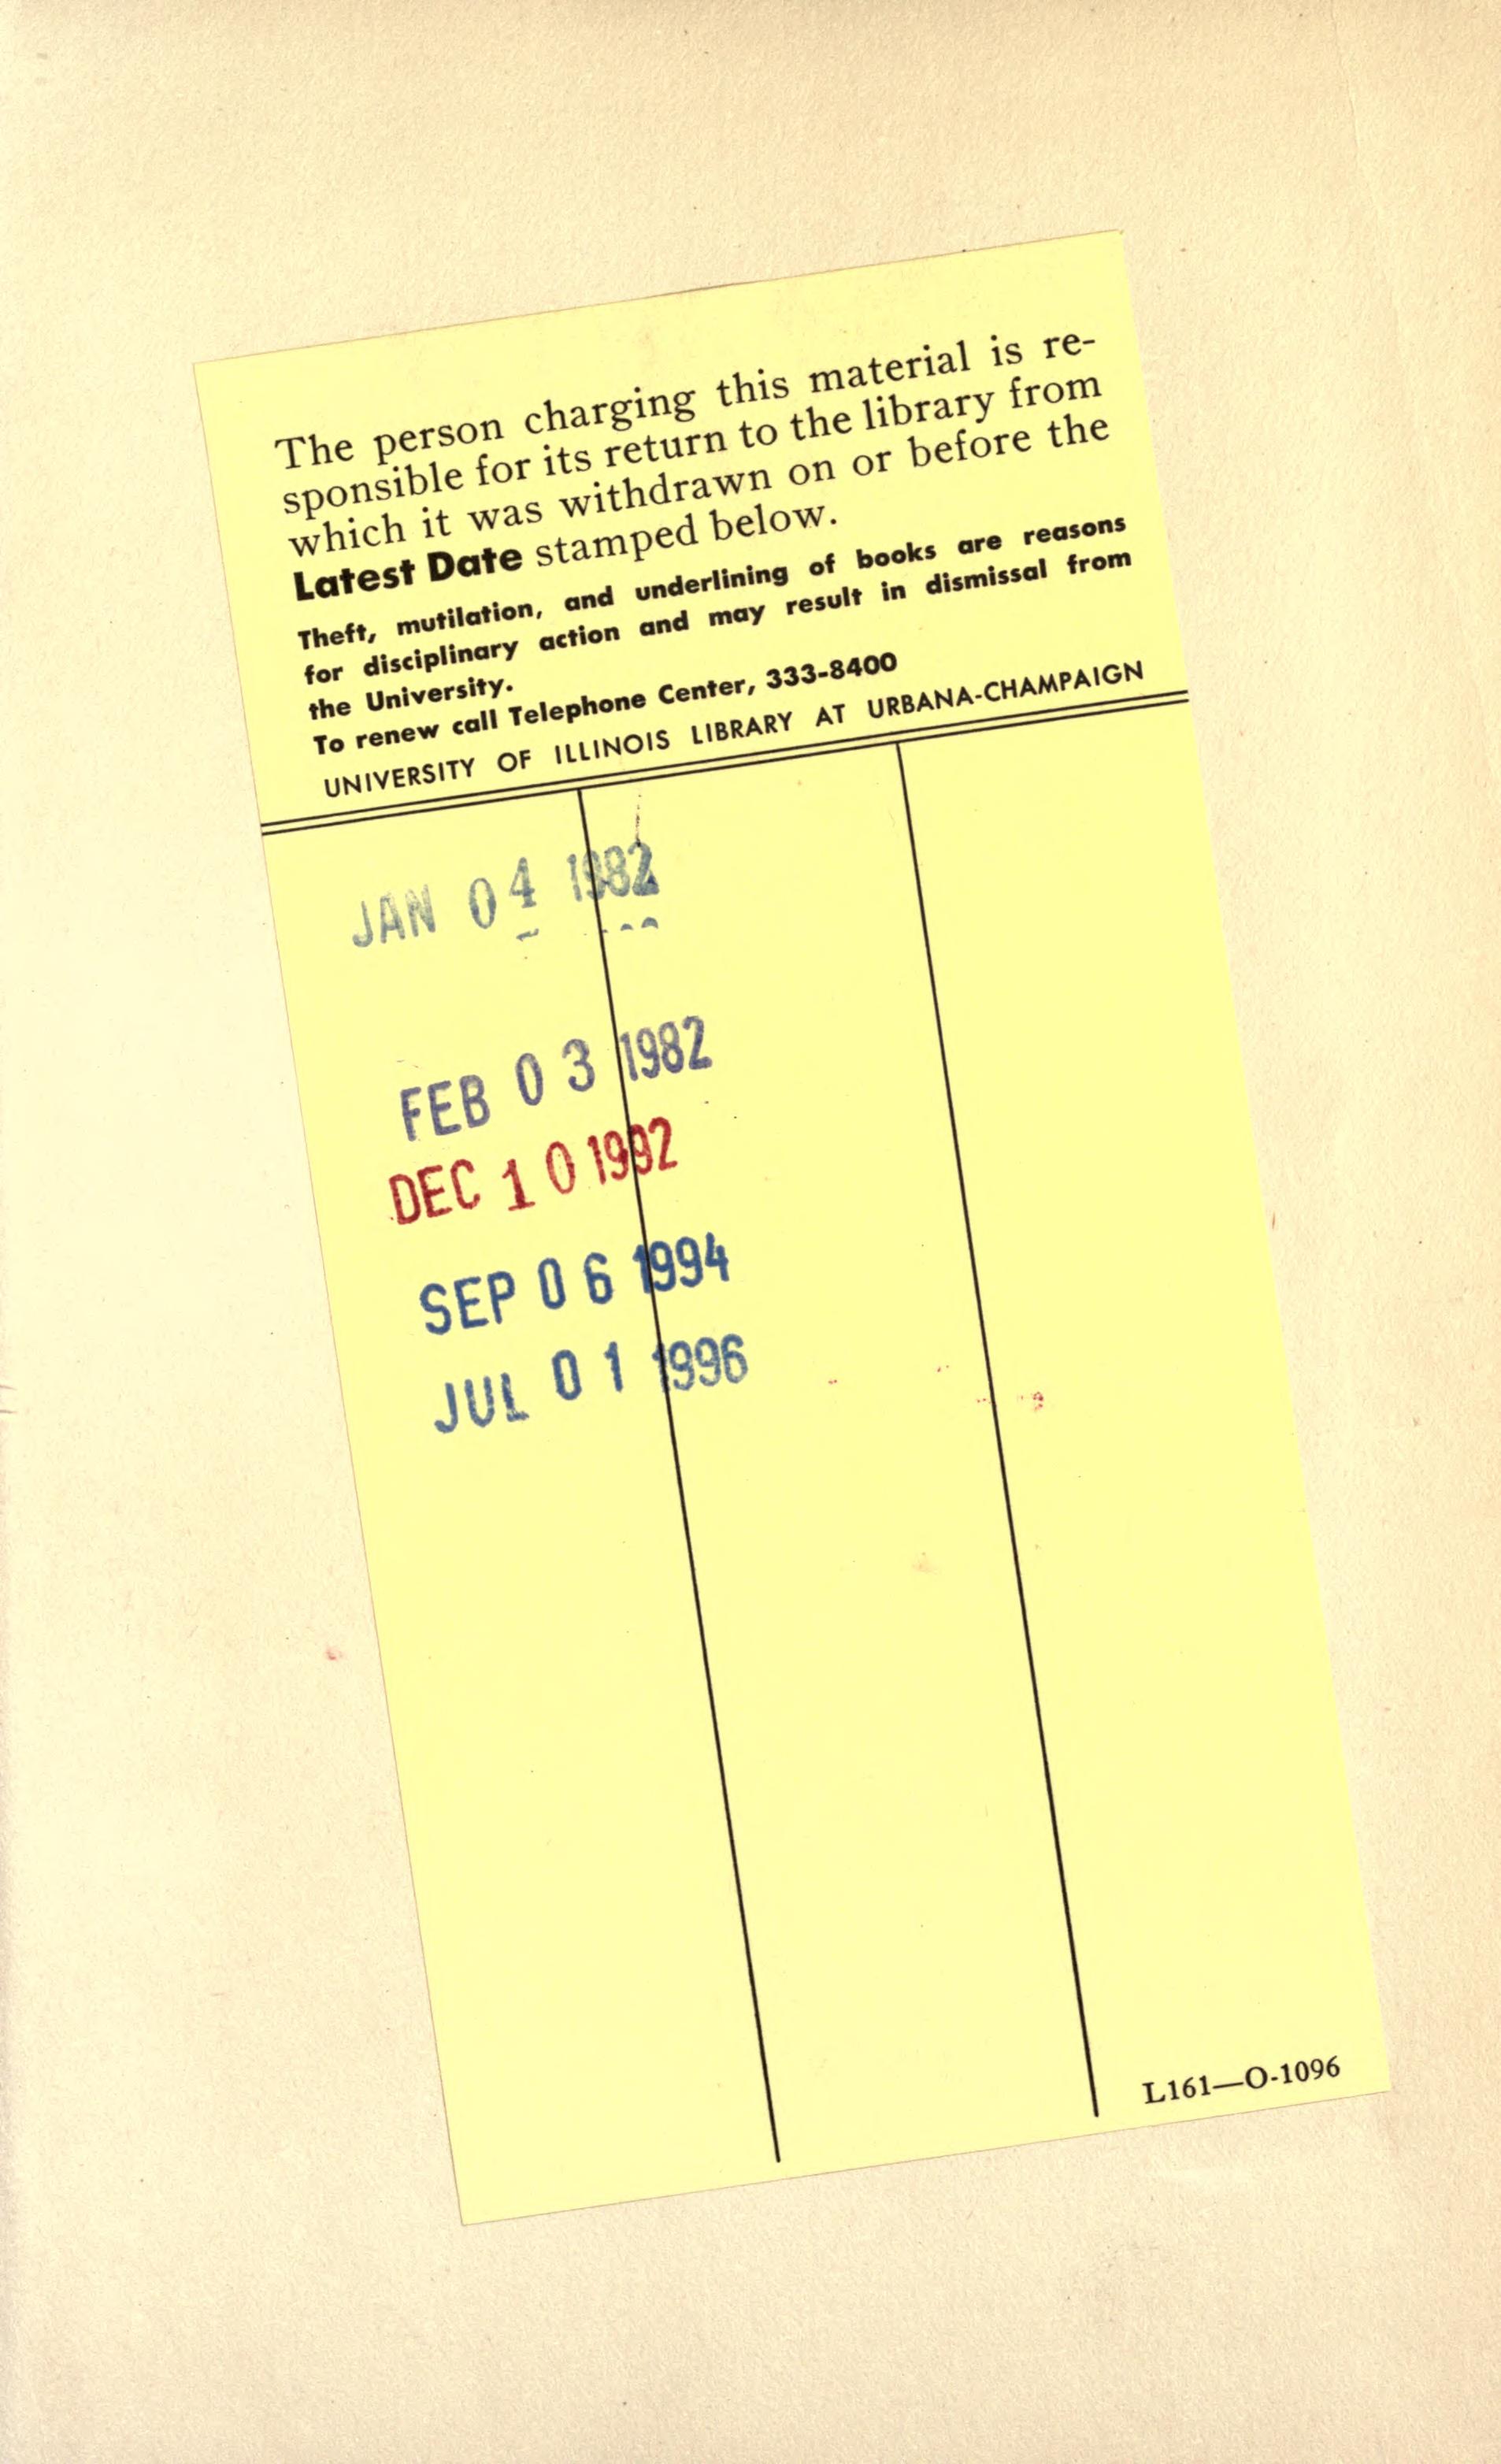 The person charging this material is re-
sponsible for its return to the library from
which it was withdrawn on or before the
Latest Date stamped below.
Theft, mutilation, and underlining of books are reasons
for disciplinary action and may result in dismissal from
the University.
To renew call Telephone Center, 333-8400
UNIVERSITY OF ILLINOIS LIBRARY AT URBANA-CHAMPAIGN
JAN 04 1982
FEB 03 1982
DEC 10 1992
SEP 06 1994
JUL 01 1996
L161—O-1096